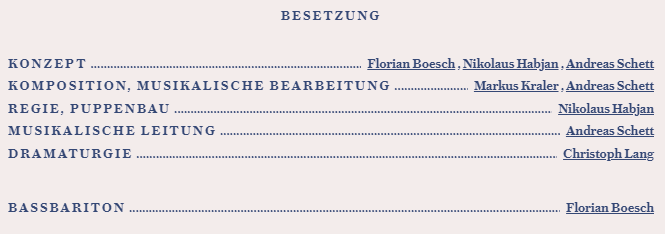 BESETZUNG
KONZEPT Florian Boesch , Nikolaus Habjan , Andreas Schett
KOMPOSITION, MUSIKALISCHE BEARBEITUNG Markus Kraler , Andreas Schett
REGIE, PUPPENBAU Nikolaus Habjan
MUSIKALISCHE LEITUNG Andreas Schett
DRAMATURGIE Christoph Lang
BASSBARITON Florian Boesch